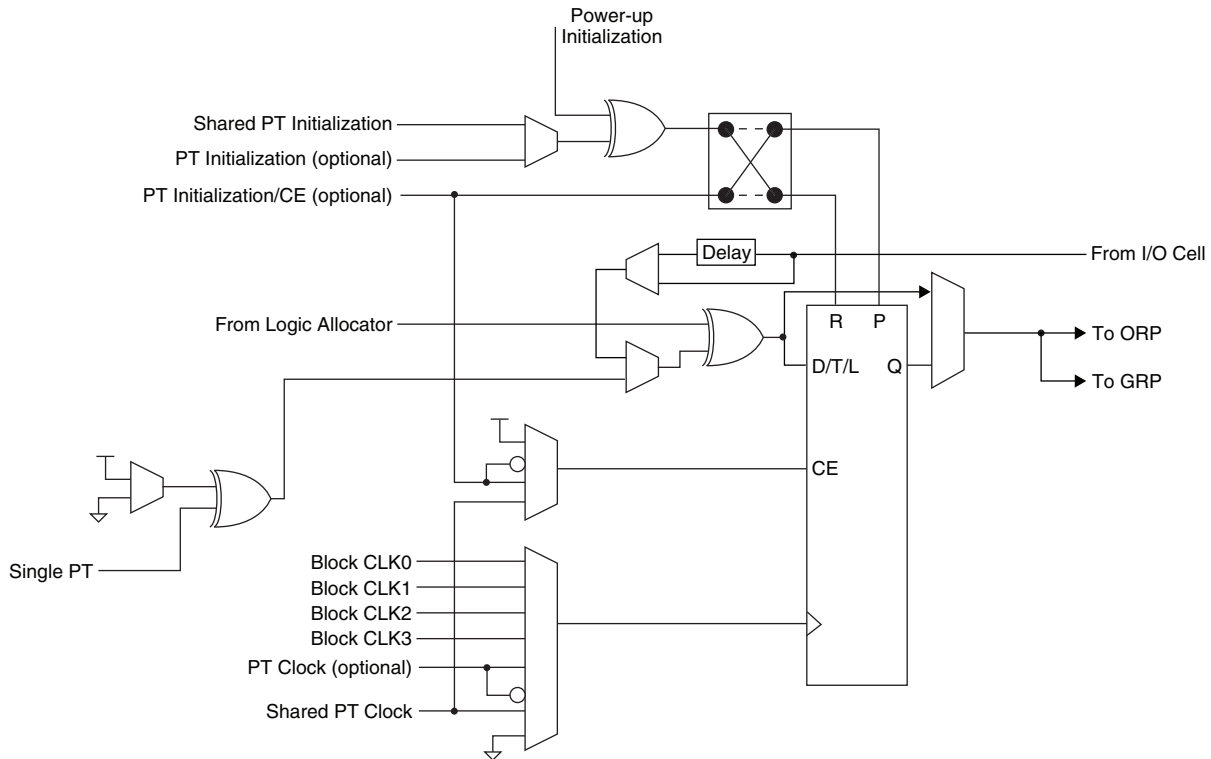 Power-up
Initialization
Shared PT Initialization
PT Initialization (optional)
PT Initialization/CE (optional)
Delay
From I/O Cell
From Logic Allocator
R
P
To ORP
D/T/L
Q
To GRP
CE
Single PT
Block CLK0
Block CLK1
Block CLK2
Block CLK3
PT Clock (optional)
Shared PT Clock